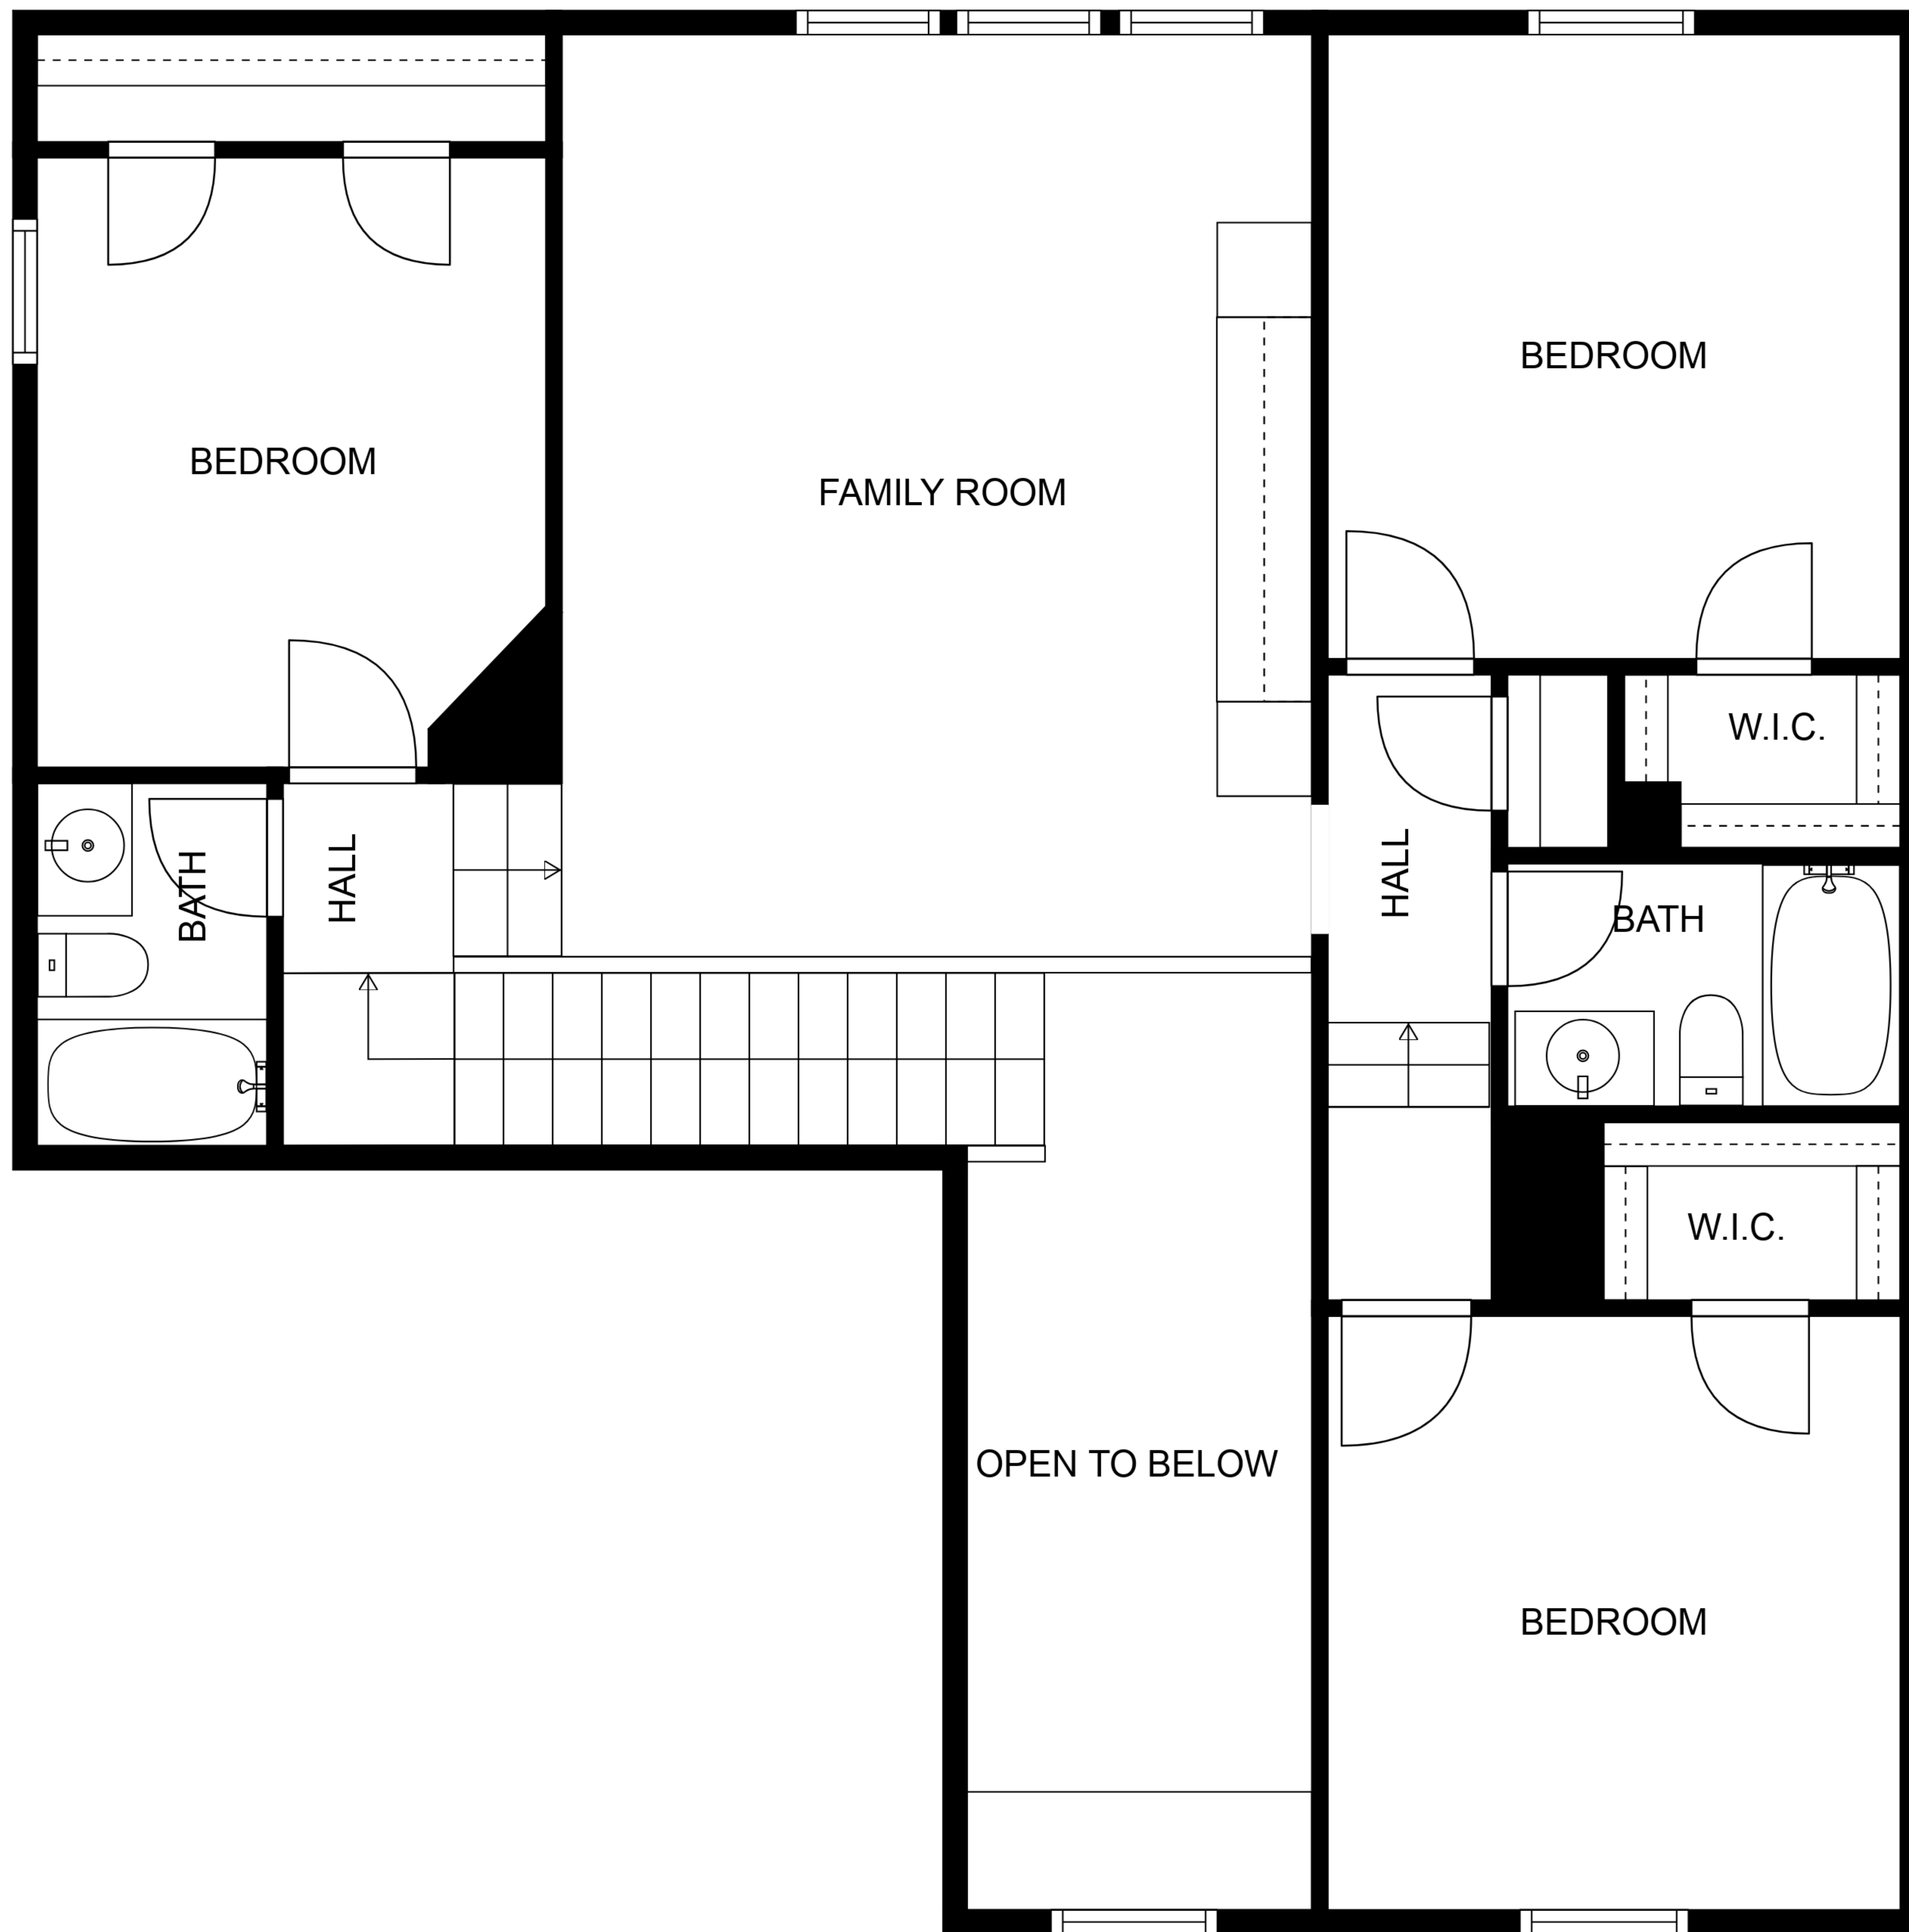 BEDROOM
BEDROOM
FAMILY ROOM
W.I.C.
BATH
HALL
HALL
BATH
W.I.C.
OPEN TO BELOW
BEDROOM